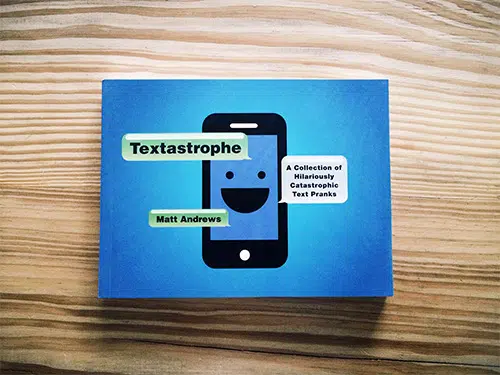 Textastrophe
A Collection of
Hilariously
Catastrophic
Text Pranks
Matt Andrews